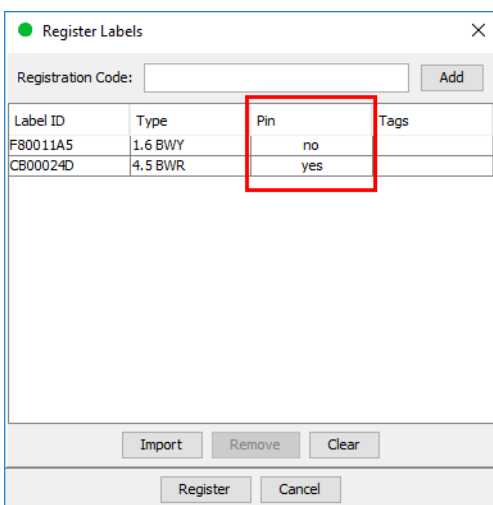 Register Labels
Registration Code: Add
Label ID Type Pin Tags
F80011A5 1.6 BWY no
CB00024D 4.5 BWR yes
Import Remove Clear
Register Cancel